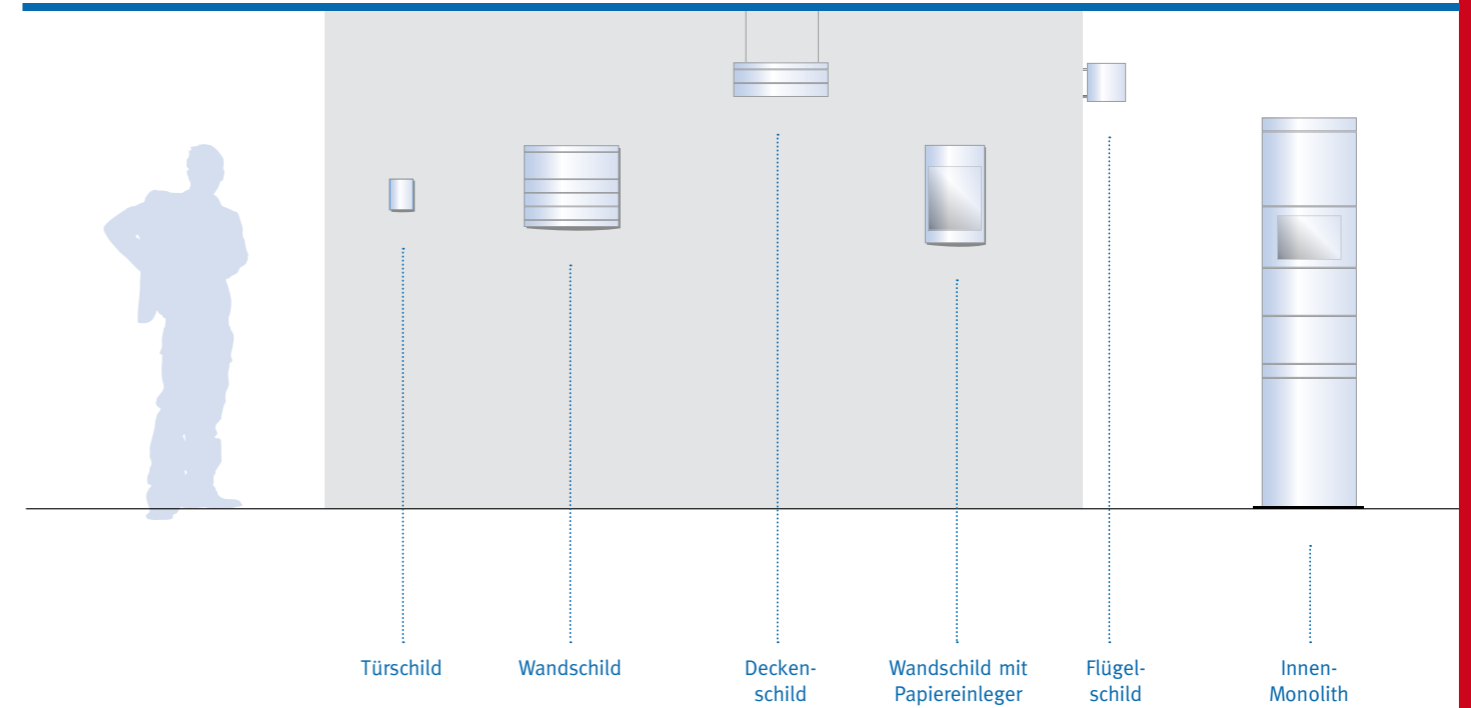 Türschild
Wandschild
Decken-
schild
Wandschild mit
Papiereinleger
Flügel-
schild
Innen-
Monolith